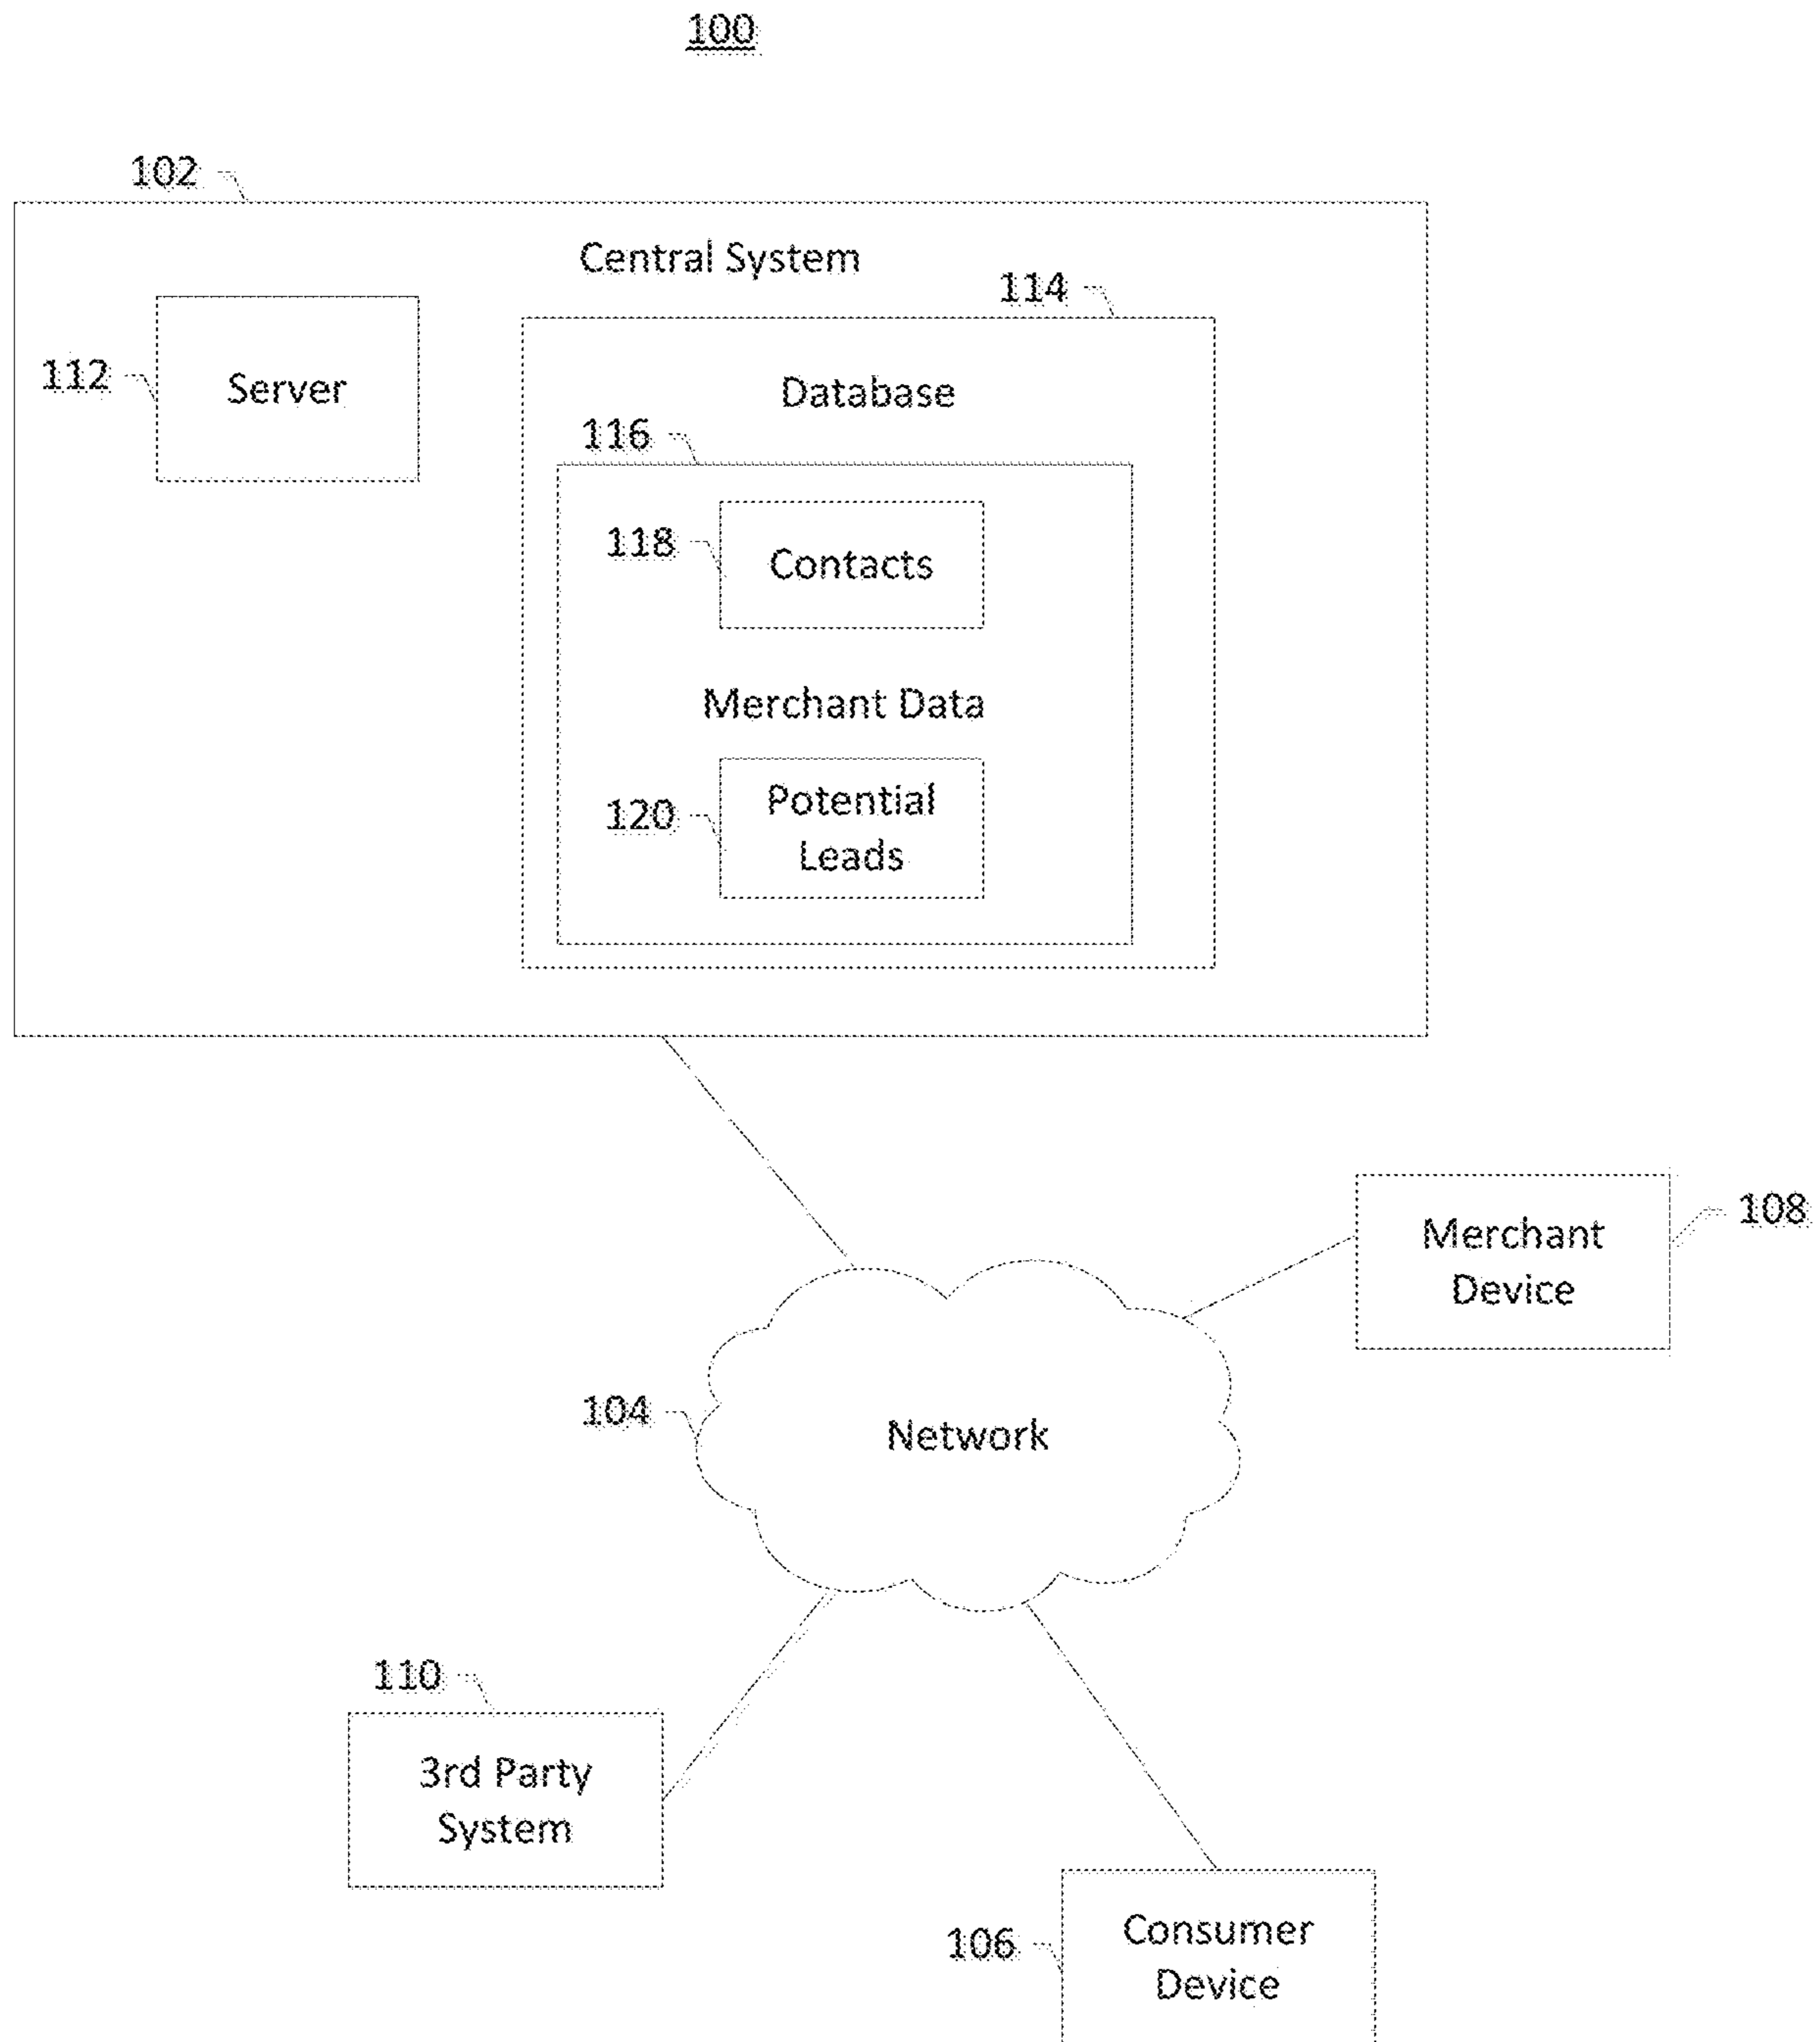 100
102
Central System
114
112
Server
Database
116
118
Contacts
Merchant Data
120
Potential
Leads
108
Merchant
Device
104
Network
110
3rd Party
System
106
Consumer
Device